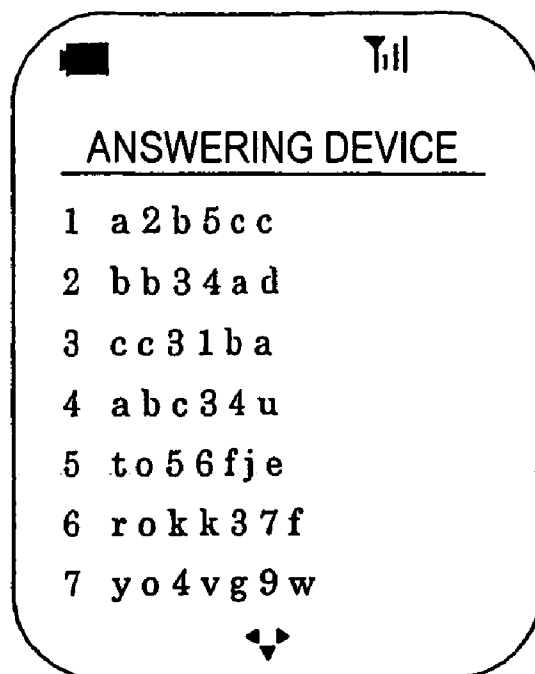 ANSWERING DEVICE
1 a2b5cc
2 bb34ad
3 cc31ba
4 abc34u
5 to56fje
6 rokk37f
7 yo4vg9w